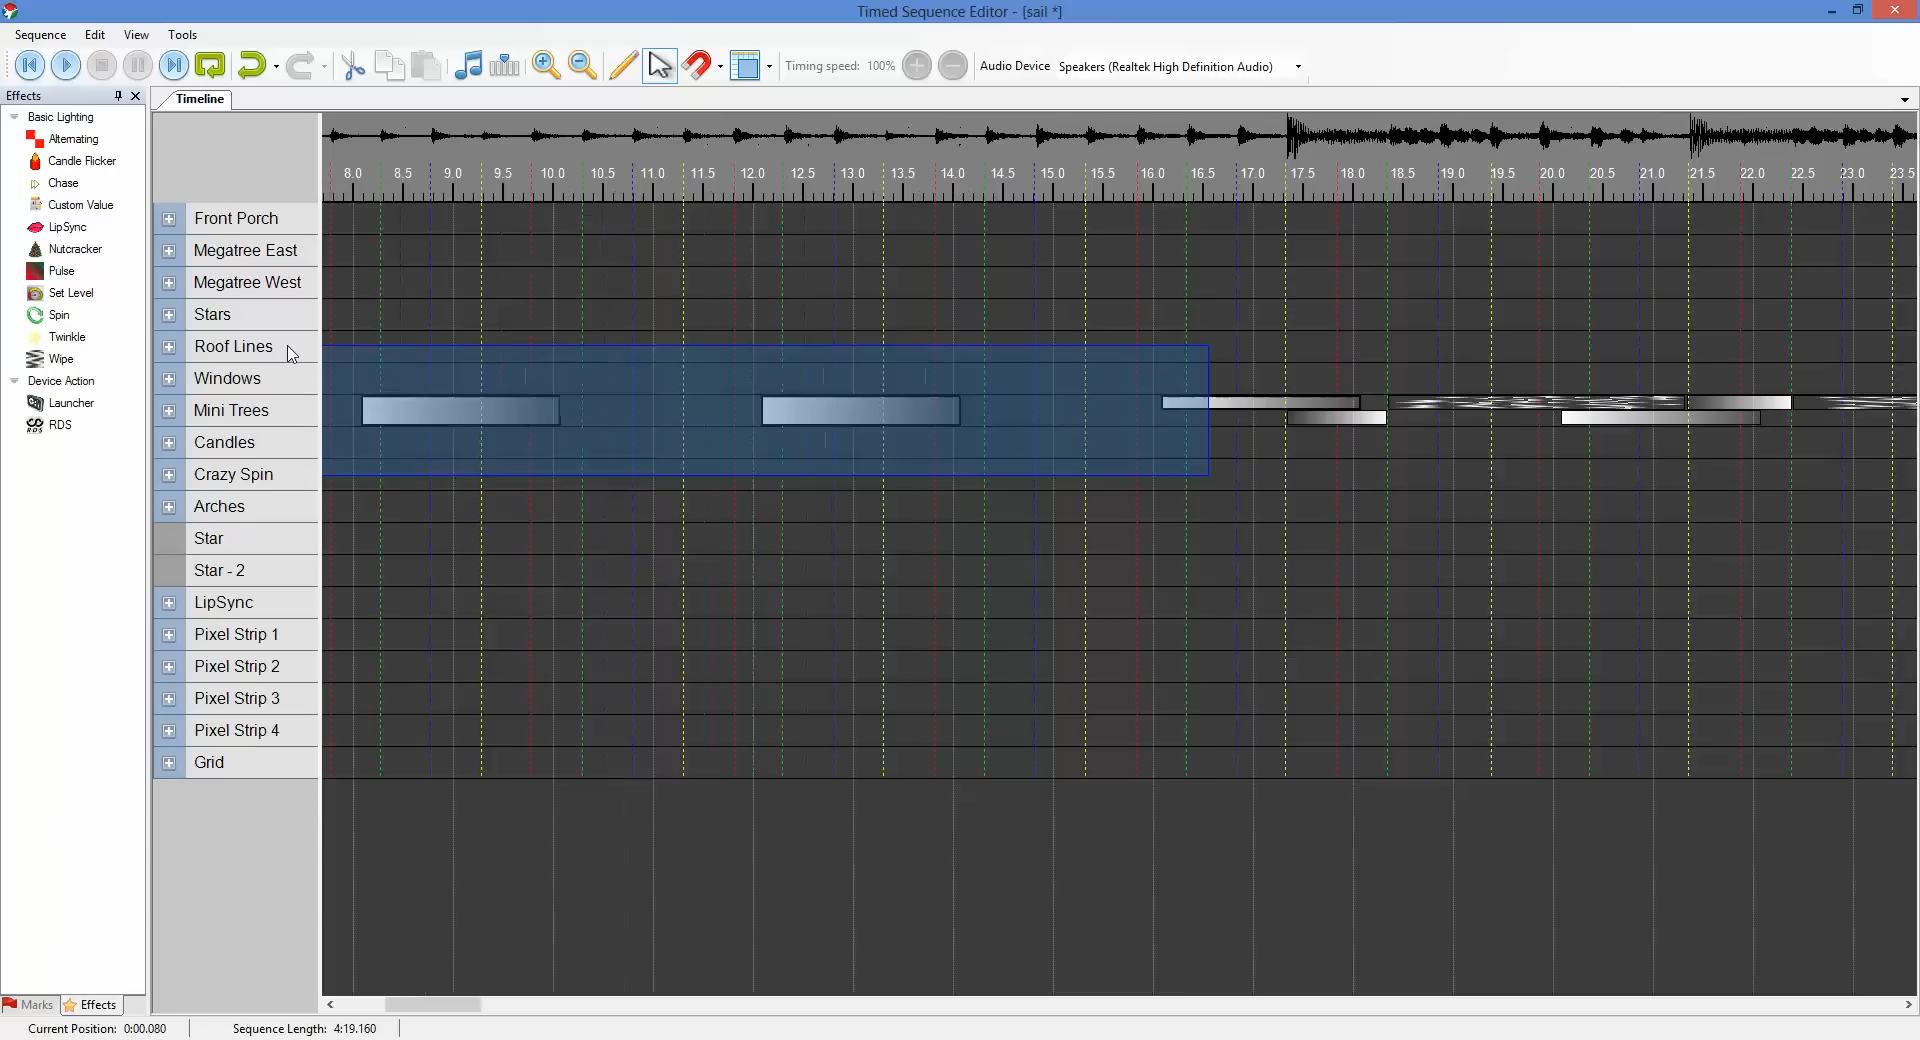 Timed Sequence Editor - [sail *]
Sequence Edit View Tools
Timing speed: 100% Audio Device Speakers (Realtek High Definition Audio)
Effects
Timeline
Basic Lighting
Alternating
Candle Flicker
Chase
Custom Value
LipSync
Nutcracker
Pulse
Set Level
Spin
Twinkle
Wipe
Device Action
Launcher
RDS
RDS
8.0 8.5 9.0 9.5 10.0 10.5 11.0 11.5 12.0 12.5 13.0 13.5 14.0 14.5 15.0 15.5 16.0 16.5 17.0 17.5 18.0 18.5 19.0 19.5 20.0 20.5 21.0 21.5 22.0 22.5 23.0 23.5
Front Porch
Megatree East
Megatree West
Stars
Roof Lines
Windows
Mini Trees
Candles
Crazy Spin
Arches
Star
Star - 2
LipSync
Pixel Strip 1
Pixel Strip 2
Pixel Strip 3
Pixel Strip 4
Grid
Marks Effects
Current Position: 0:00.080 Sequence Length: 4:19.160